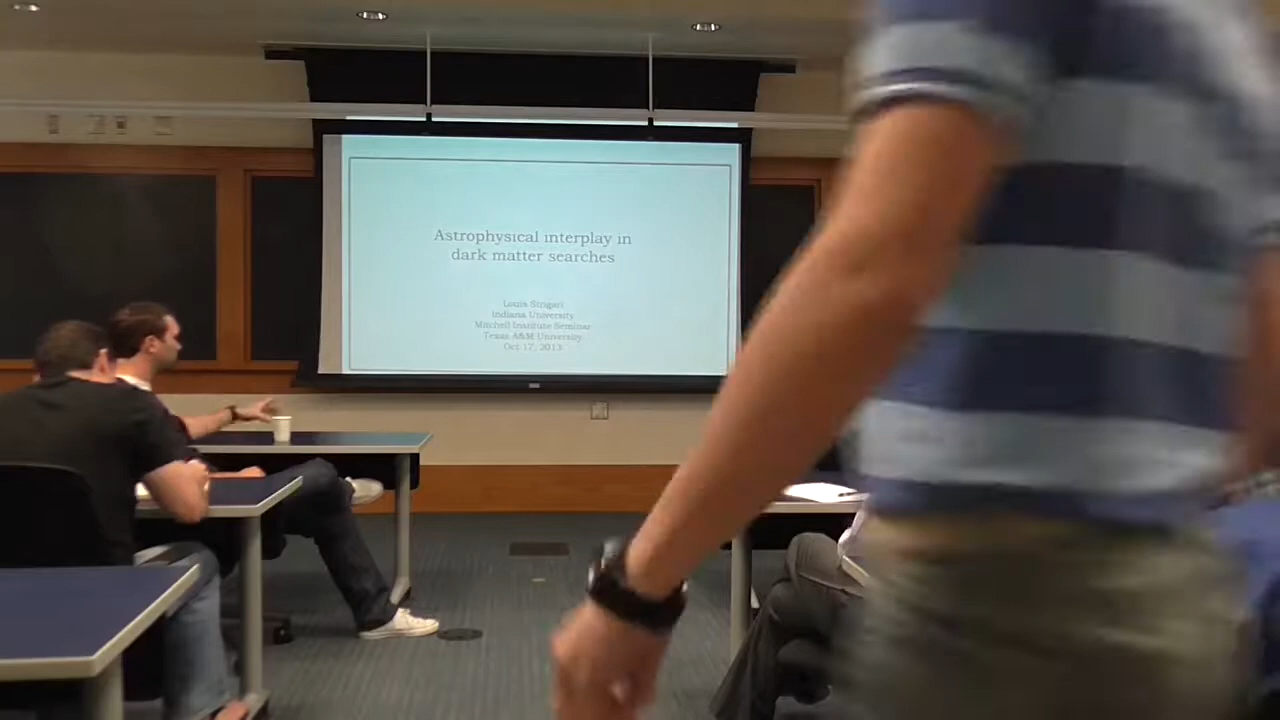 Astrophysical interplay in
dark matter searches
Louis Strigari
Indiana University
Mitchell Institute Seminar
Texas A&M University
Oct 17, 2013